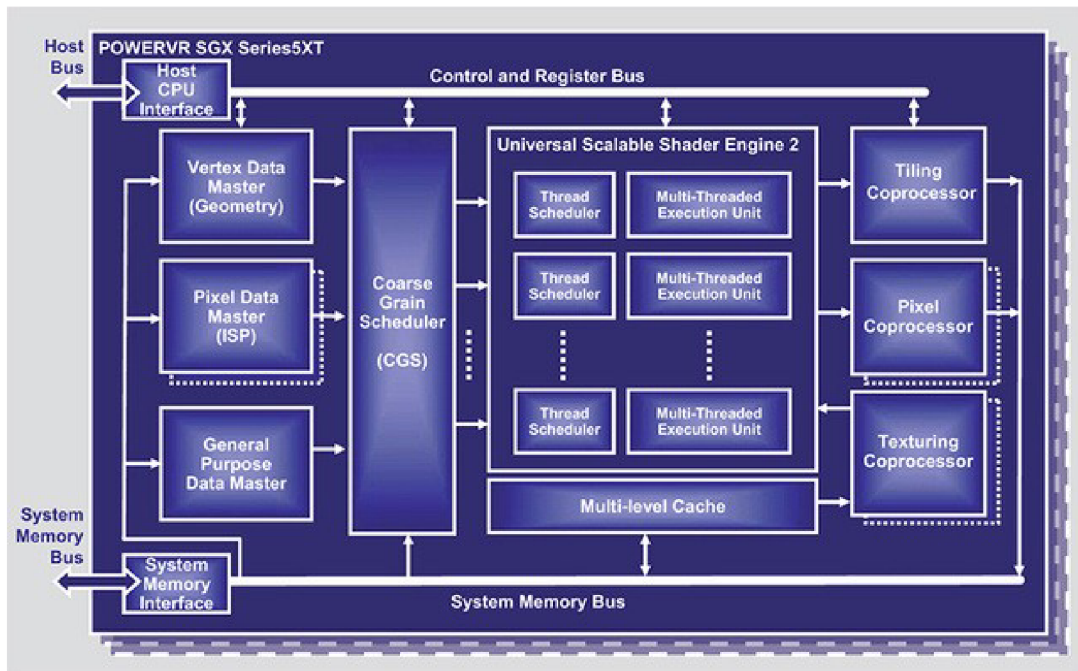 Host
Bus
POWERVR SGX Series5XT
Host
CPU
Interface
Control and Register Bus
Vertex Data
Master
(Geometry)
Pixel Data
Master
(ISP)
General
Purpose
Data Master
Coarse
Grain
Scheduler
(CGS)
Universal Scalable Shader Engine 2
Thread
Scheduler
Multi-Threaded
Execution Unit
Thread
Scheduler
Multi-Threaded
Execution Unit
Thread
Scheduler
Multi-Threaded
Execution Unit
Multi-level Cache
Tiling
Coprocessor
Pixel
Coprocessor
Texturing
Coprocessor
System
Memory
Bus
System
Memory
Interface
System Memory Bus